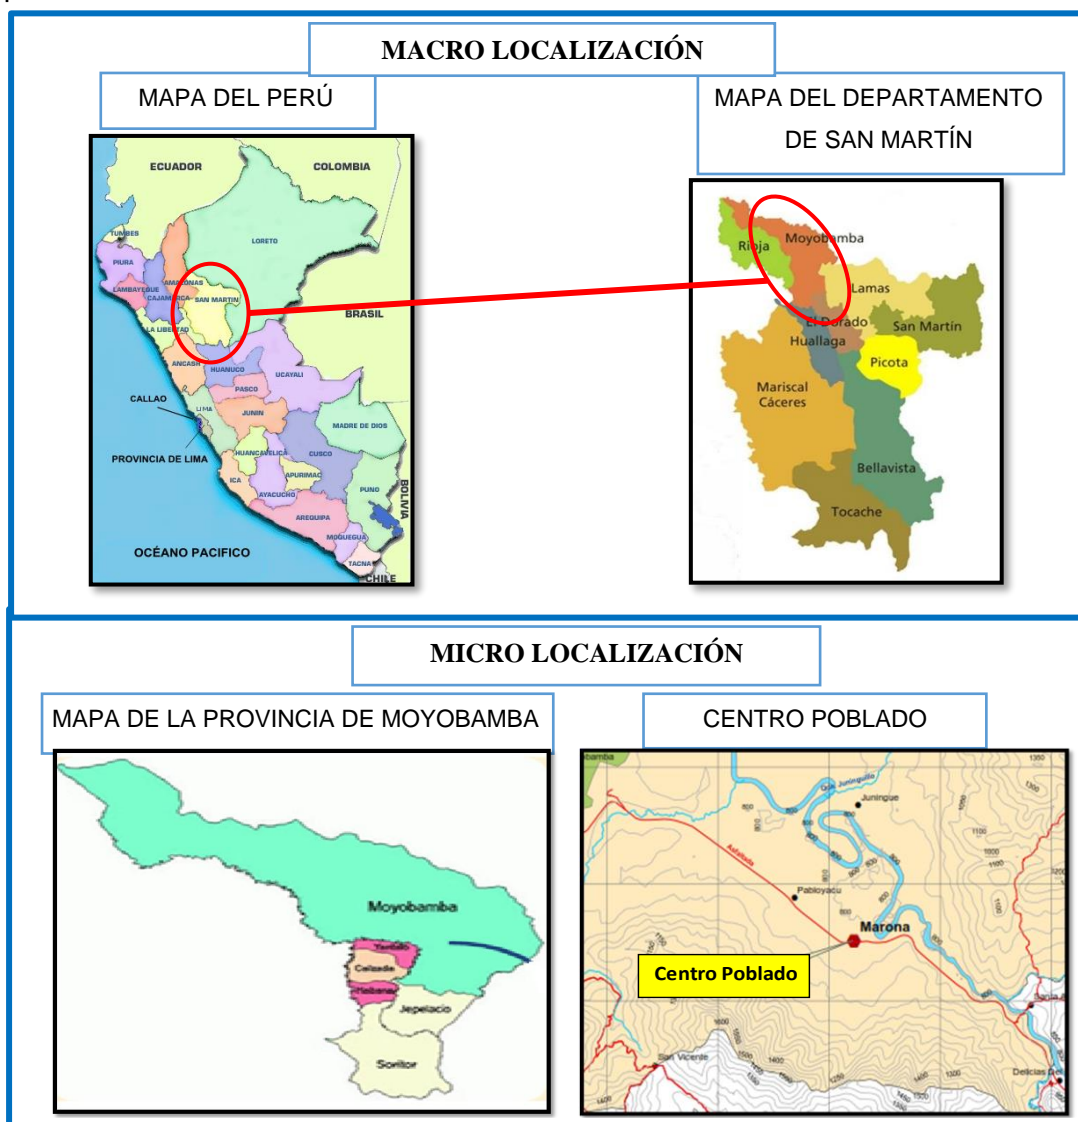 MACRO LOCALIZACIÓN
MAPA DEL PERÚ
ECUADOR
COLOMBIA
TUMBES
LORETO
PIURA
AMAZONAS
LAMBAYEQUE
CAJAMARCA
SAN MARTIN
BRASIL
LA LIBERTAD
ANCASH
HUANUCO
UCAYALI
PASCO
CALLAO
LIMA
JUNIN
MADRE DE DIOS
PROVINCIA DE LIMA
HUANCAVELICA
CUSCO
ICA
APURIMAC
AYACUCHO
PUNO
BOLIVIA
AREQUIPA
MOQUEGUA
OCÉANO PACIFICO
TACNA
CHILE
MAPA DEL DEPARTAMENTO
DE SAN MARTÍN
Rioja
Moyobamba
Lamas
El Dorado
San Martín
Huallaga
Picota
Mariscal
Cáceres
Bellavista
Tocache
MICRO LOCALIZACIÓN
MAPA DE LA PROVINCIA DE MOYOBAMBA
Moyobamba
Calzada
Habana
Jepelacio
Soritor
CENTRO POBLADO
Juninguillo
Juningue
Asfaltada
Pabloyacu
Marona
Centro Poblado
San Vicente
Delicias Del